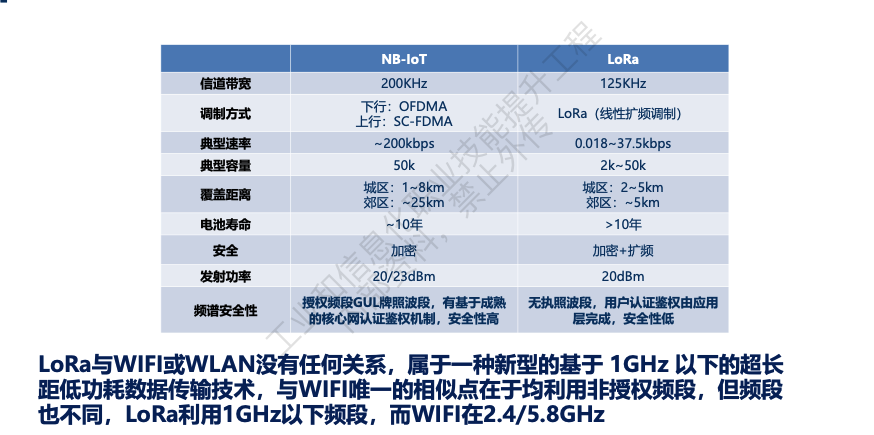 NB-IoT LoRa
信道带宽 200KHz 125KHz
调制方式 下行：OFDMA LoRa（线性扩频调制）
上行：SC-FDMA
典型速率 ~200kbps 0.018~37.5kbps
典型容量 50k 2k~50k
覆盖距离 城区：1~8km 城区：2~5km
郊区：~25km 郊区：~5km
电池寿命 ~10年 >10年
安全 加密 加密+扩频
发射功率 20/23dBm 20dBm
频谱安全性 授权频段GUL牌照波段，有基于成熟 无执照波段，用户认证鉴权由应用
的核心网认证鉴权机制，安全性高 层完成，安全性低
LoRa与WIFI或WLAN没有任何关系，属于一种新型的基于 1GHz 以下的超长
距低功耗数据传输技术，与WIFI唯一的相似点在于均利用非授权频段，但频段
也不同，LoRa利用1GHz以下频段，而WIFI在2.4/5.8GHz
工业和信息化职业技能提升工程
内部资料，禁止外传